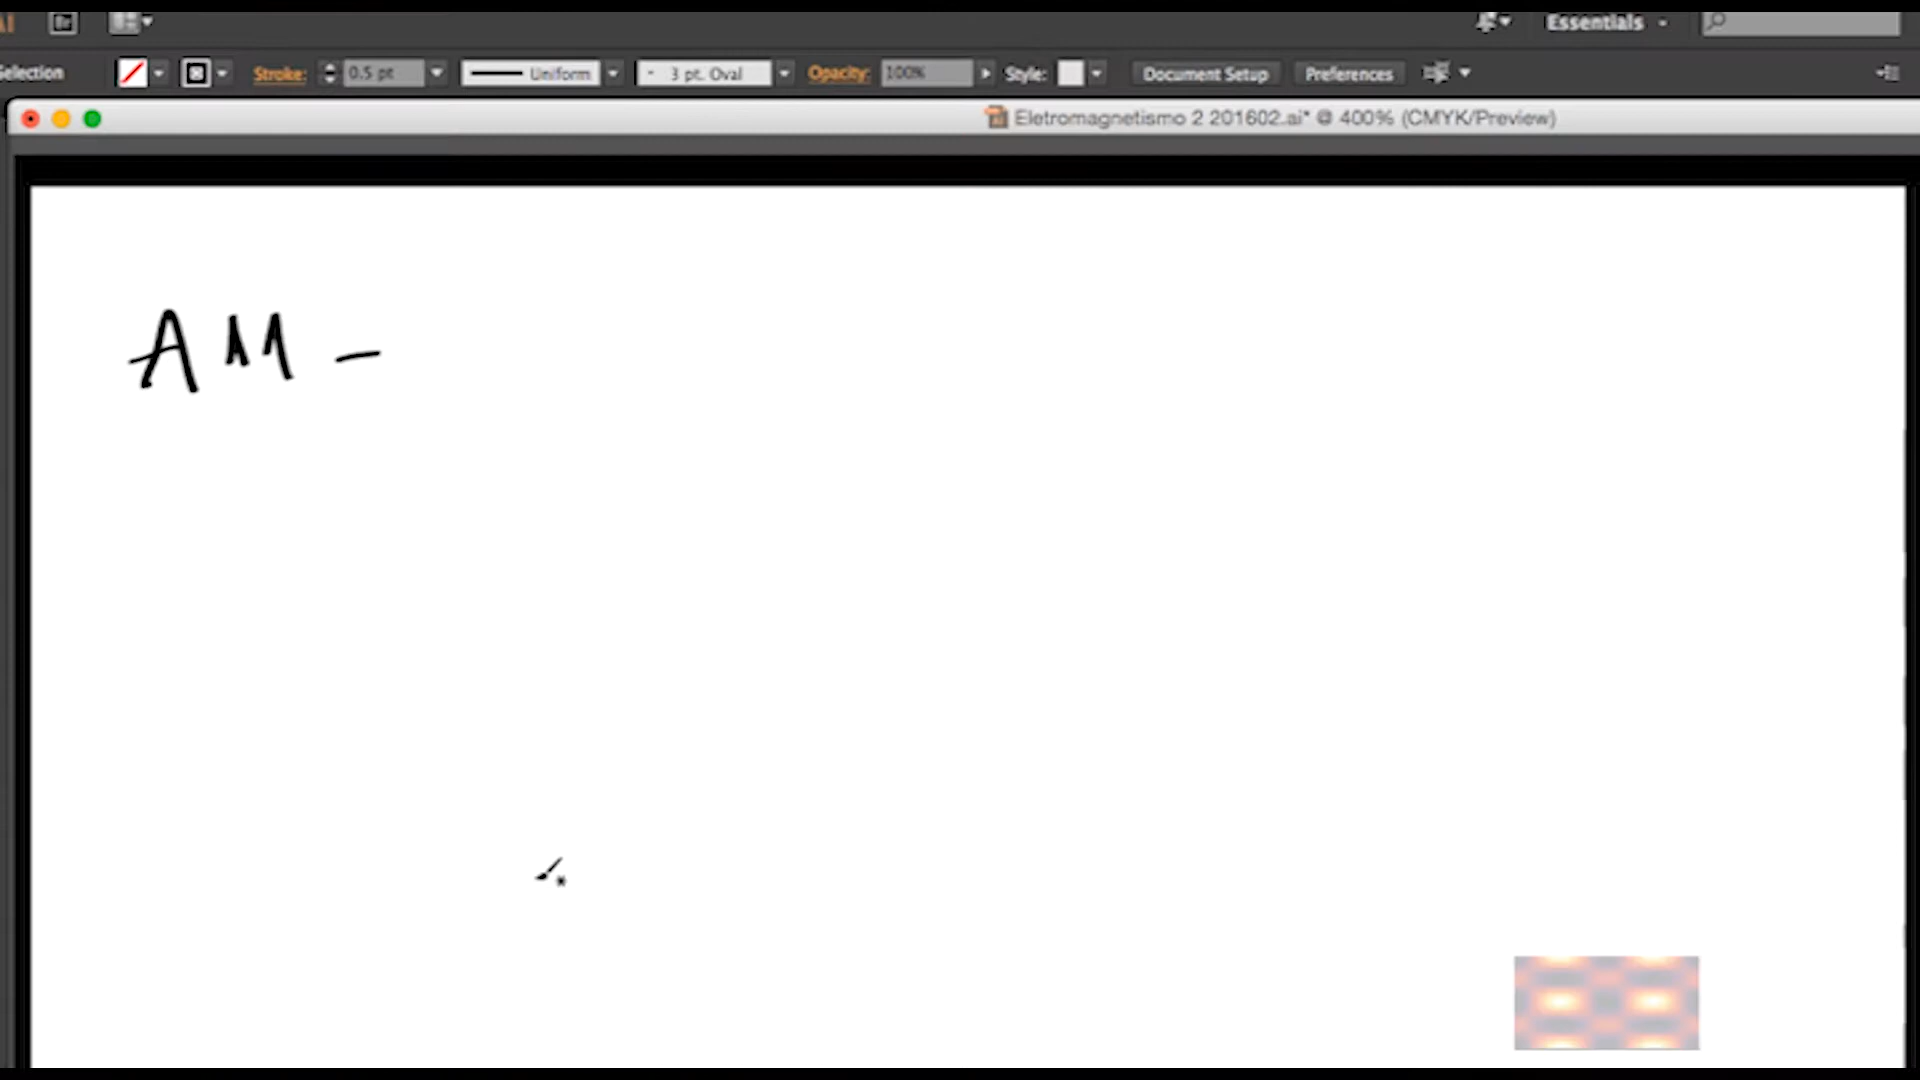 Br
Essentials
Selection
Stroke:
0.5 pt
Uniform
3 pt. Oval
Opacity:
100%
Style:
Document Setup
Preferences
Eletromagnetismo 2 201602.ai* @ 400% (CMYK/Preview)
AM –